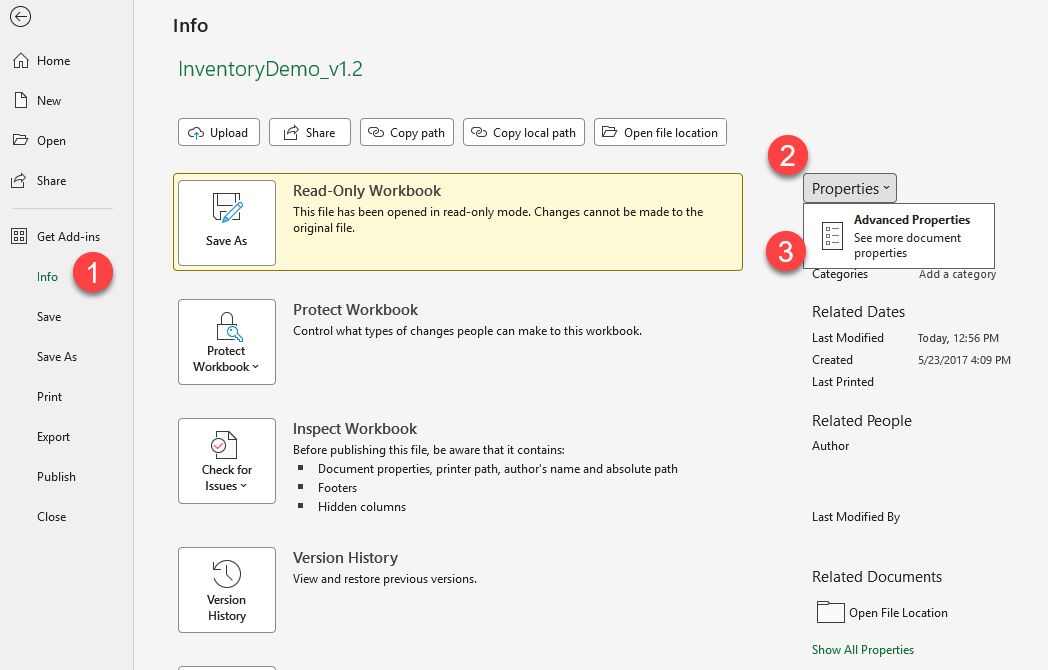 Info
InventoryDemo_v1.2
Home
New
Open
Share
Get Add-ins
Info
1
Save
Save As
Print
Export
Publish
Close
Upload
Share
Copy path
Copy local path
Open file location
Save As
Read-Only Workbook
This file has been opened in read-only mode. Changes cannot be made to the
original file.
Protect
Workbook
Protect Workbook
Control what types of changes people can make to this workbook.
Check for
Issues
Inspect Workbook
Before publishing this file, be aware that it contains:
Document properties, printer path, author's name and absolute path
Footers
Hidden columns
Version
History
Version History
View and restore previous versions.
2
Properties
3
Advanced Properties
See more document
properties
Categories Add a category
Related Dates
Last Modified Today, 12:56 PM
Created 5/23/2017 4:09 PM
Last Printed
Related People
Author
Last Modified By
Related Documents
Open File Location
Show All Properties